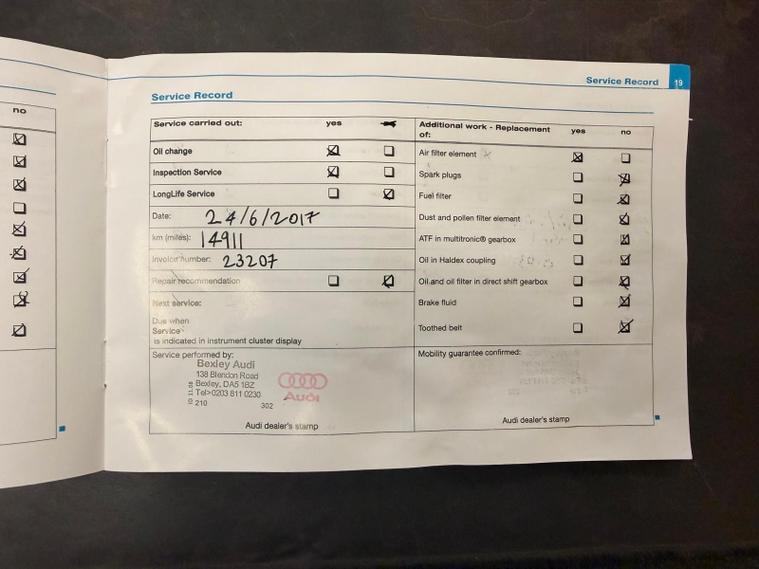 no
Service Record
19
Service Record
Service carried out: yes
Oil change
Inspection Service
LongLife Service
Date: 24/6/2017
km (miles): 14911
Invoice number: 23207
Repair recommendation
Next service:
Due when
Service
is indicated in instrument cluster display
Service performed by:
Bexley Audi
138 Blendon Road
Bexley, DA5 1BZ
Tel>0203 811 0230
210 302
Audi
Audi dealer's stamp
Additional work - Replacement of: yes no
Air filter element
Spark plugs
Fuel filter
Dust and pollen filter element
ATF in multitronic® gearbox
Oil in Haldex coupling
Oil and oil filter in direct shift gearbox
Brake fluid
Toothed belt
Mobility guarantee confirmed:
Audi dealer's stamp